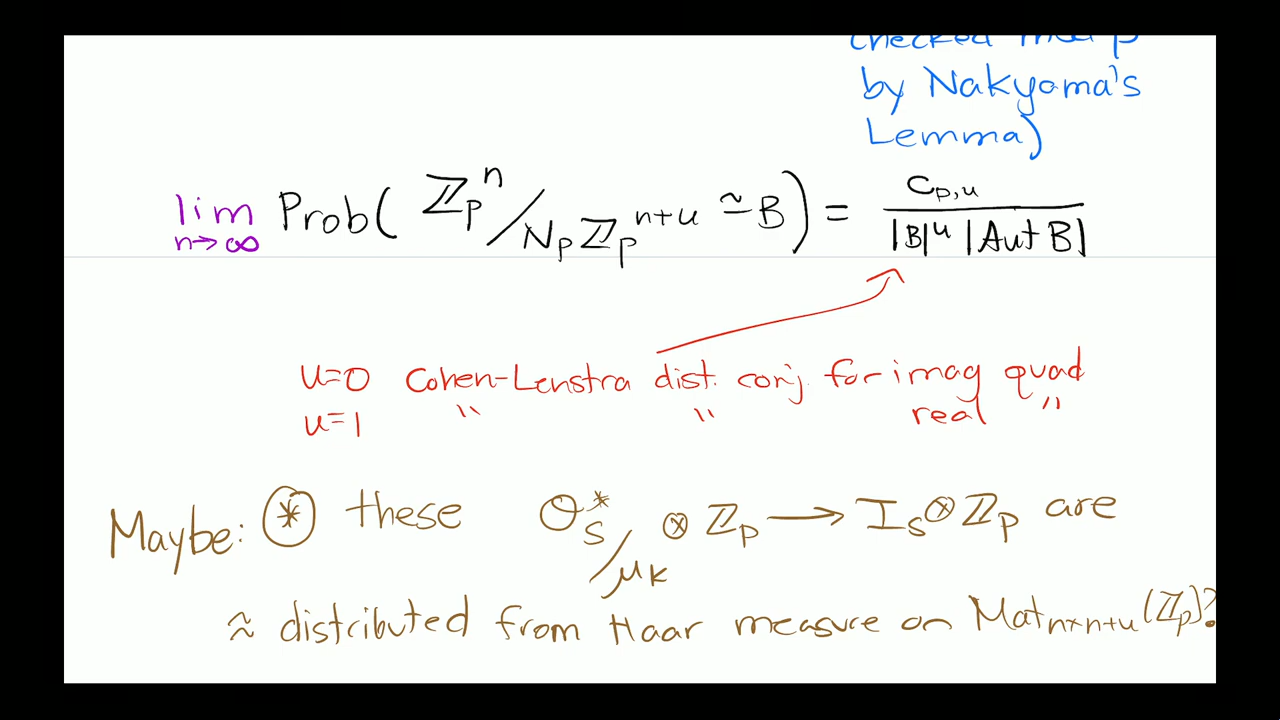 by Nakyama's
Lemma)
lim n→∞ Prob( ℤ_p^n / N_p ℤ_p^{n+u} ≃ B) = c_{p,u} / |B|^u |Aut B|
u=0 Cohen-Lenstra dist. conj. for imag quad
u=1 " " real "
Maybe: ⊛ these O_S^* / μ_K ⊗ ℤ_p → I_S ⊗ ℤ_p are
≈ distributed from Haar measure on Mat_{n×n+u}(ℤ_p)?